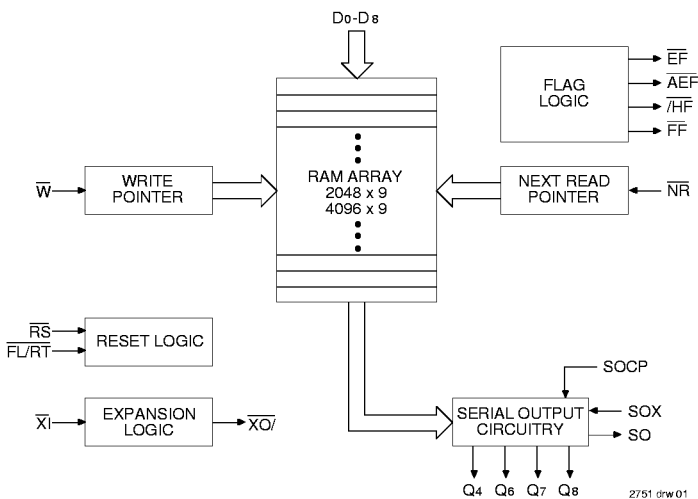 D0-D8
FLAG
LOGIC
EF
AEF
/HF
FF
W
WRITE
POINTER
RAM ARRAY
2048 x 9
4096 x 9
NEXT READ
POINTER
NR
RS
FL/RT
RESET LOGIC
XI
EXPANSION
LOGIC
XO/
SOCP
SERIAL OUTPUT
CIRCUITRY
SOX
SO
Q4 Q6 Q7 Q8
2751 drw 01